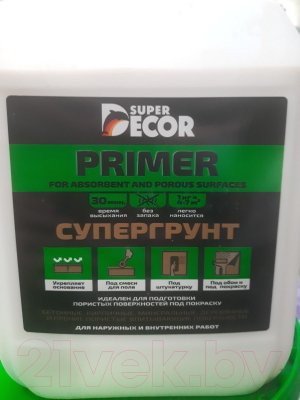 SUPER
DECOR
PRIMER
FOR ABSORBENT AND POROUS SURFACES
30 минут
время высыхания
без запаха
легко наносится
СУПЕРГРУНТ
Укрепляет основание
Под смеси для пола
Под штукатурку
Под обои и под покраску
ИДЕАЛЕН ДЛЯ ПОДГОТОВКИ
ПОРИСТЫХ ПОВЕРХНОСТЕЙ ПОД ПОКРАСКУ
ДЛЯ НАРУЖНЫХ И ВНУТРЕННИХ РАБОТ
21vek.by